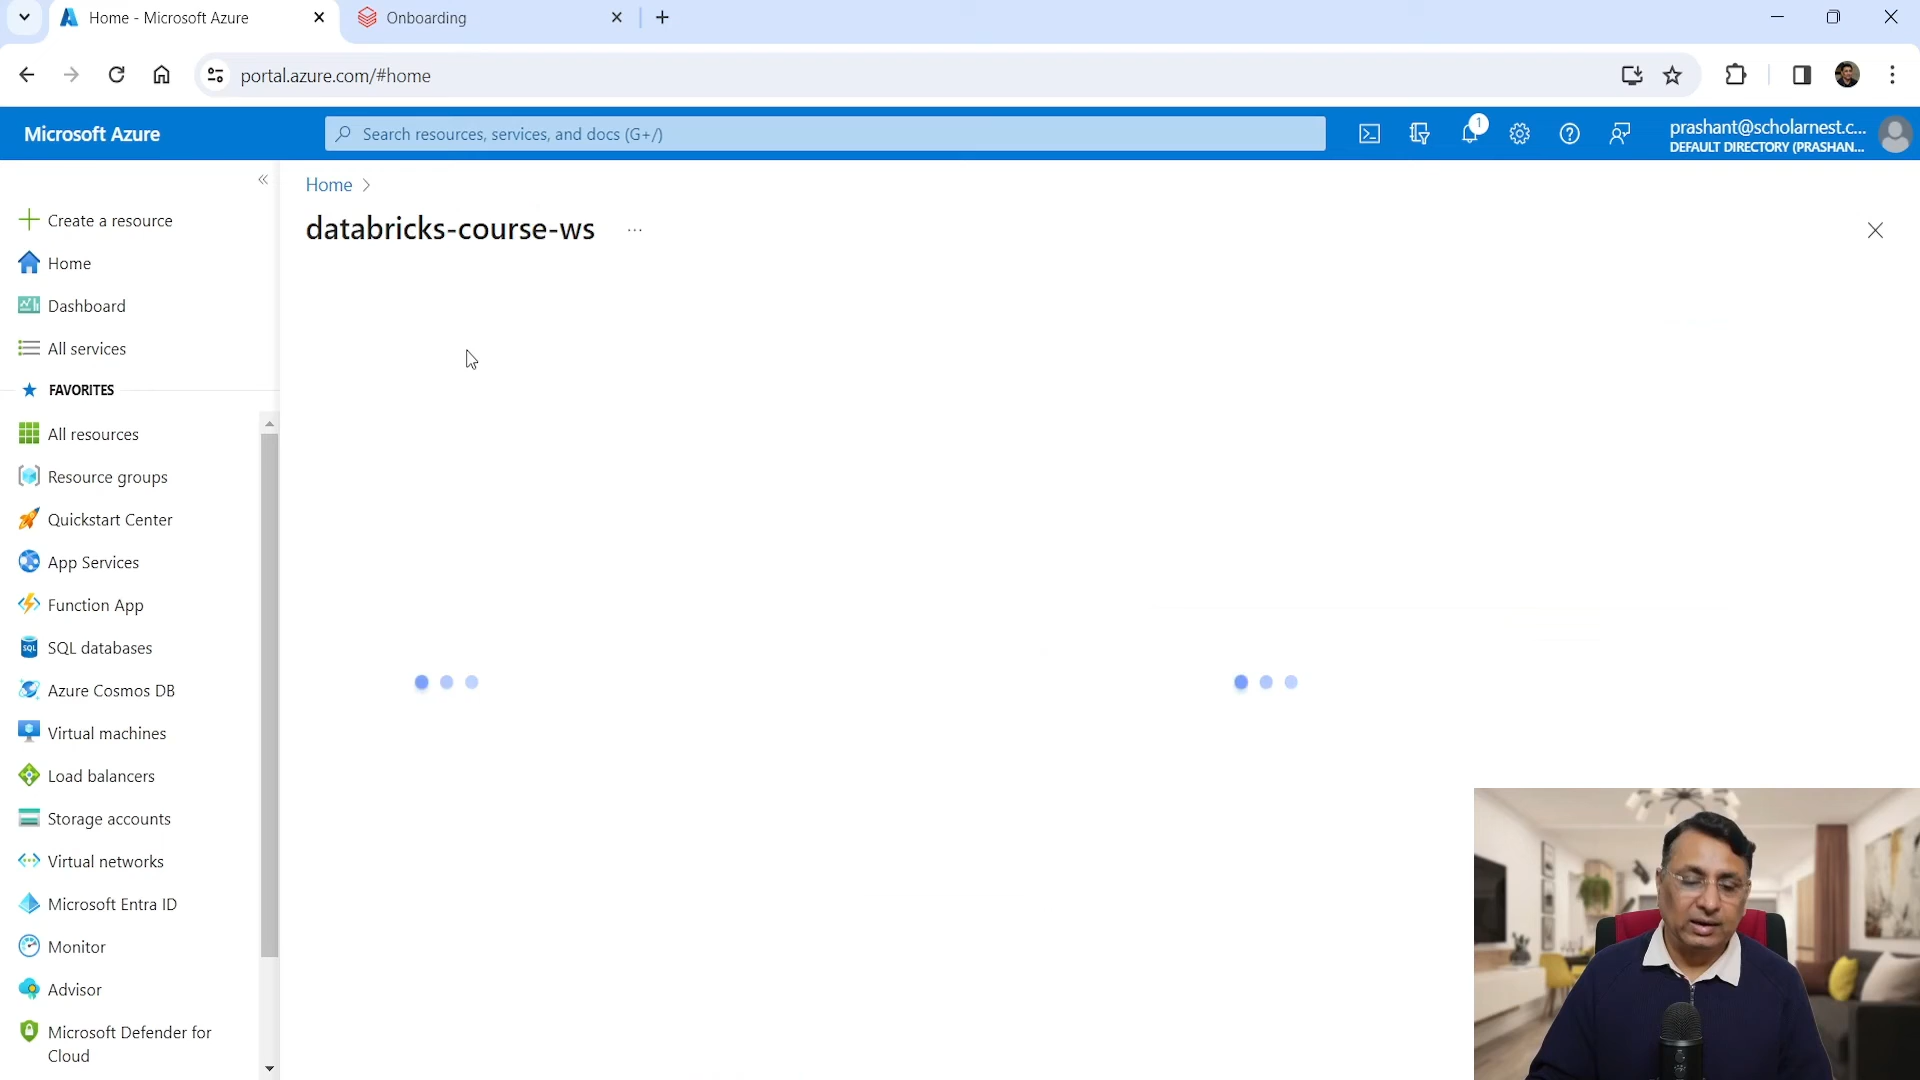 Home - Microsoft Azure
Onboarding
portal.azure.com/#home
Microsoft Azure
Search resources, services, and docs (G+/)
1
prashant@scholarnest.c...
DEFAULT DIRECTORY (PRASHAN...
Create a resource
Home
Dashboard
All services
FAVORITES
All resources
Resource groups
Quickstart Center
App Services
Function App
SQL databases
Azure Cosmos DB
Virtual machines
Load balancers
Storage accounts
Virtual networks
Microsoft Entra ID
Monitor
Advisor
Microsoft Defender for
Cloud
Home >
databricks-course-ws ...